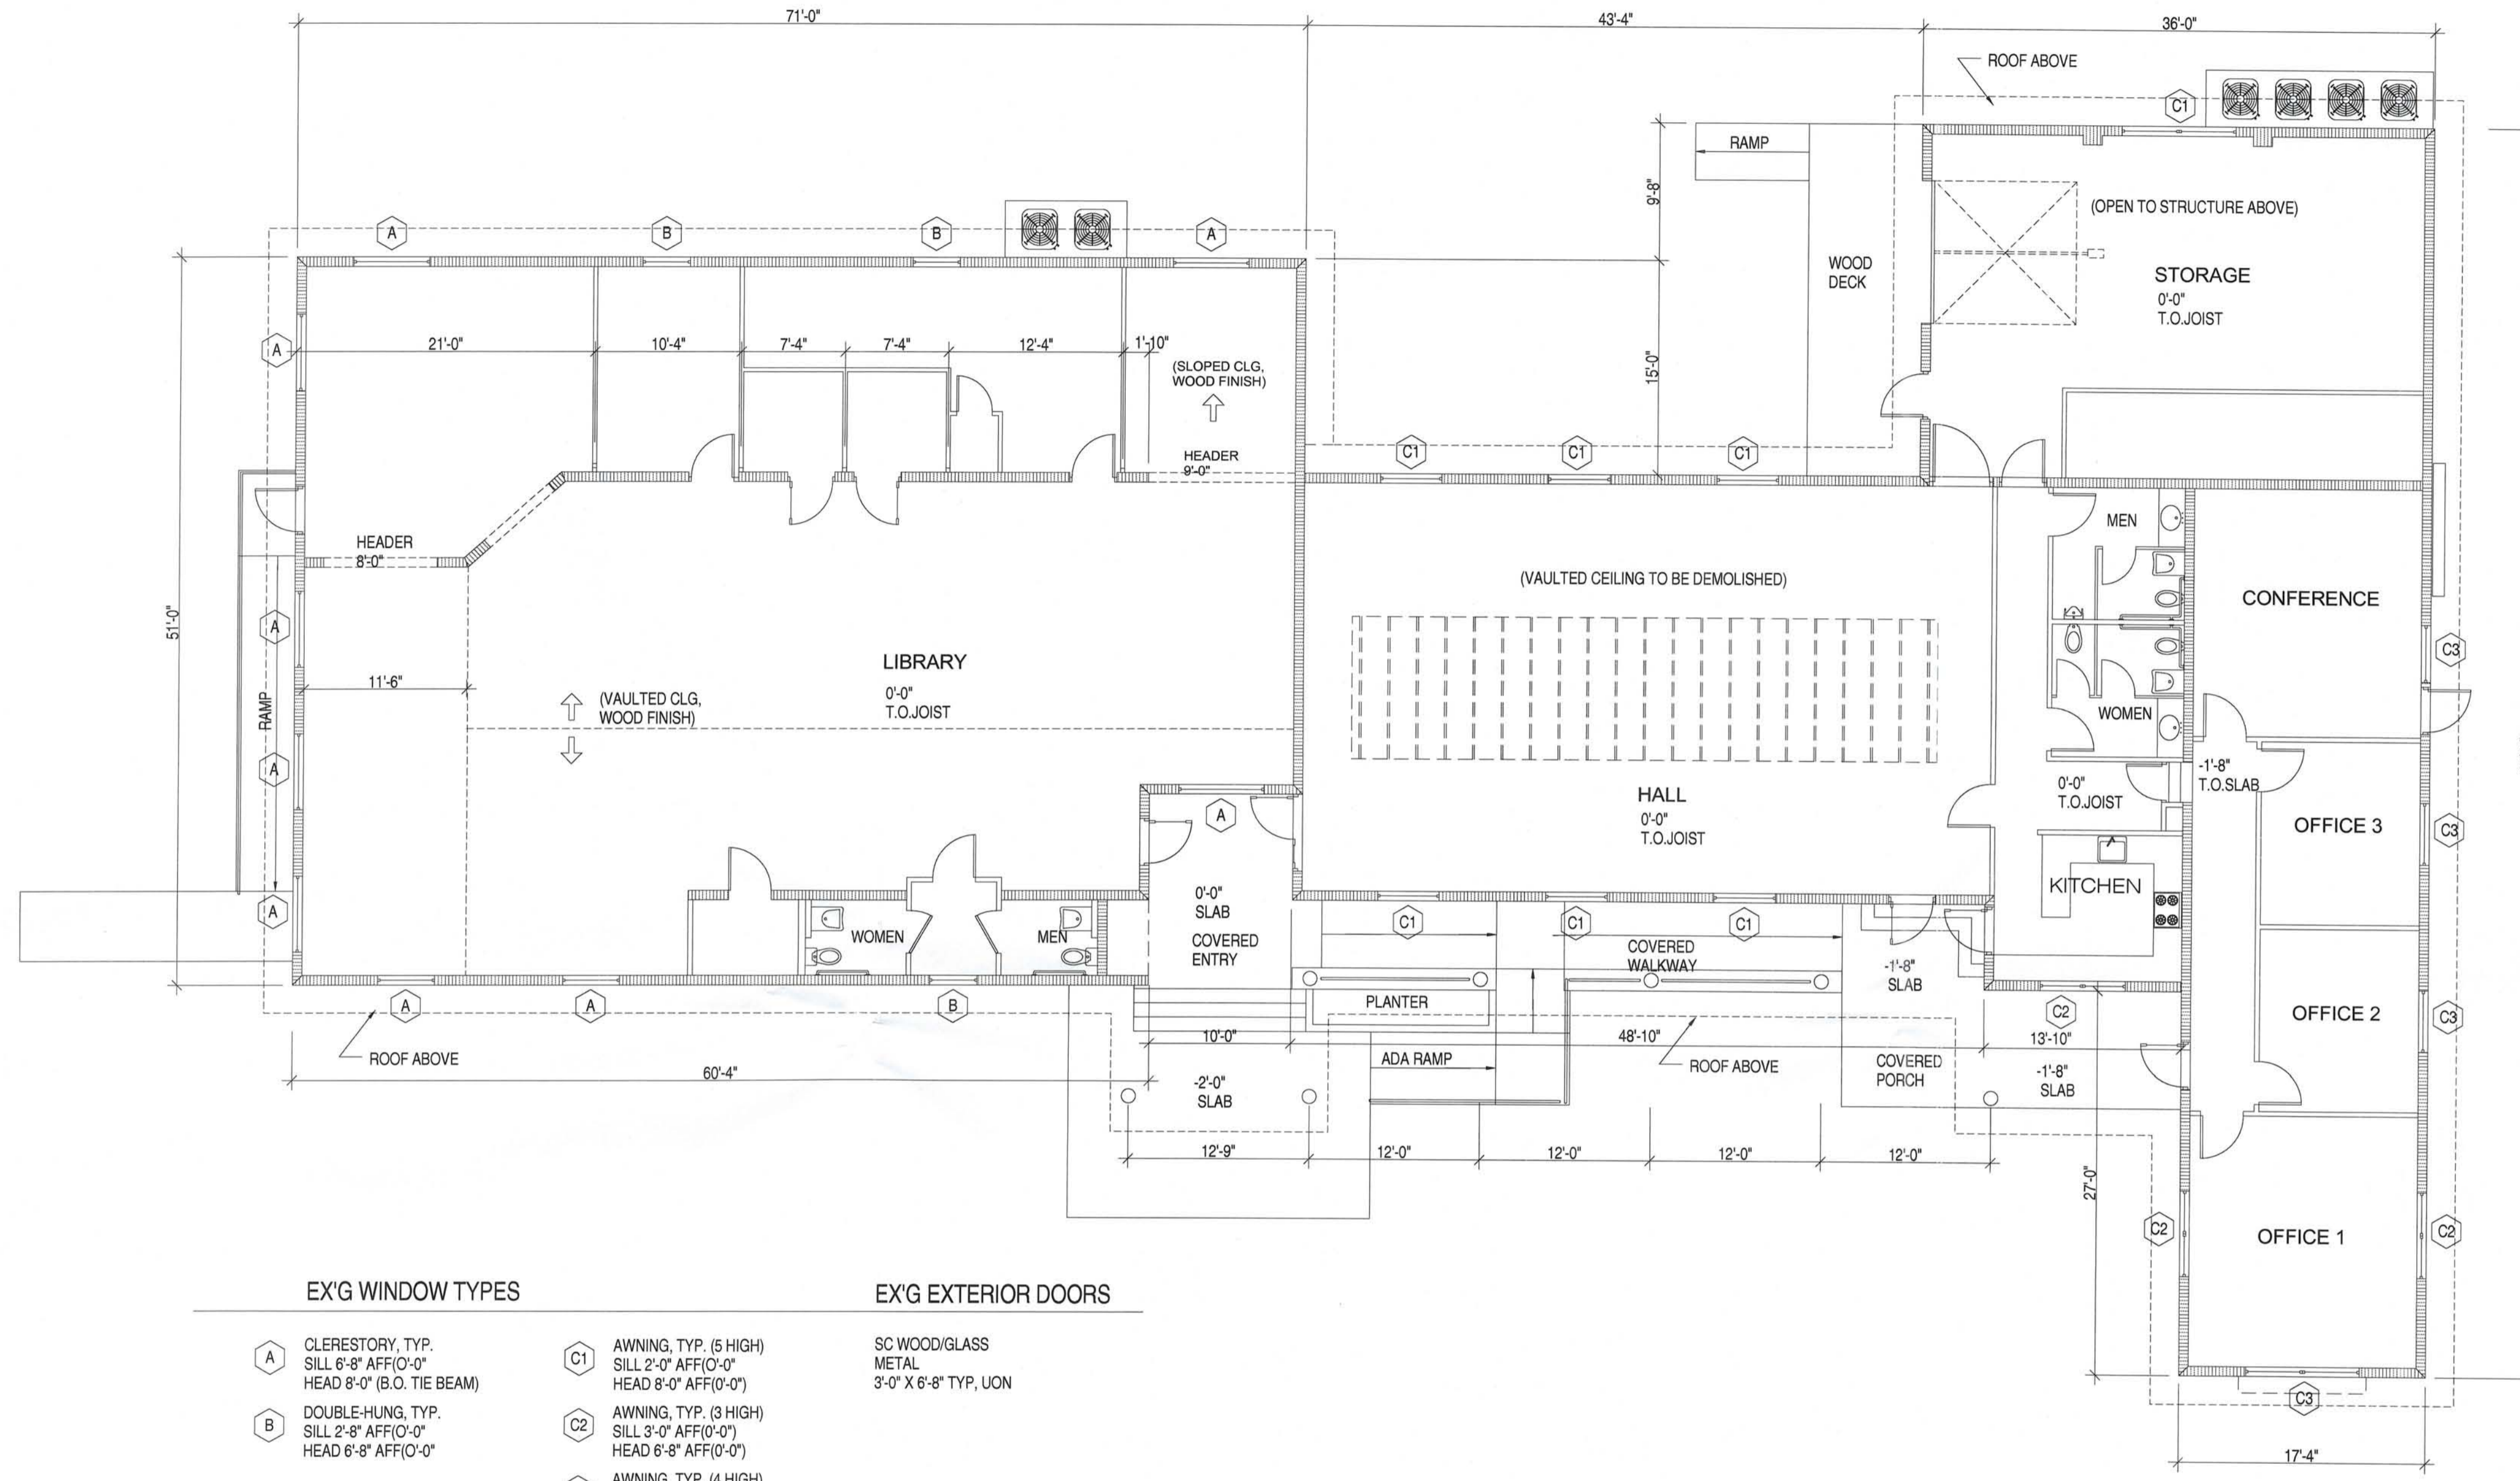 71'-0"
43'-4"
36'-0"
ROOF ABOVE
C1
RAMP
9'-8"
(OPEN TO STRUCTURE ABOVE)
A
B
B
A
WOOD
DECK
STORAGE
0'-0"
T.O.JOIST
A
21'-0"
10'-4"
7'-4"
7'-4"
12'-4"
1'-10"
(SLOPED CLG,
WOOD FINISH)
15'-0"
HEADER
9'-0"
C1
C1
C1
HEADER
8'-0"
MEN
(VAULTED CEILING TO BE DEMOLISHED)
CONFERENCE
51'-0"
A
C3
LIBRARY
0'-0"
T.O.JOIST
11'-6"
RAMP
(VAULTED CLG,
WOOD FINISH)
WOMEN
A
-1'-8"
T.O.SLAB
0'-0"
T.O.JOIST
HALL
0'-0"
T.O.JOIST
A
OFFICE 3
C3
KITCHEN
A
0'-0"
SLAB
COVERED
ENTRY
WOMEN
MEN
C1
C1
C1
COVERED
WALKWAY
-1'-8"
SLAB
A
A
B
PLANTER
C2
OFFICE 2
C3
ROOF ABOVE
10'-0"
48'-10"
13'-10"
60'-4"
ADA RAMP
ROOF ABOVE
COVERED
PORCH
-2'-0"
SLAB
-1'-8"
SLAB
12'-9"
12'-0"
12'-0"
12'-0"
12'-0"
27'-0"
C2
OFFICE 1
C2
C3
17'-4"
EX'G WINDOW TYPES
A
CLERESTORY, TYP.
SILL 6'-8" AFF(O'-0"
HEAD 8'-0" (B.O. TIE BEAM)
B
DOUBLE-HUNG, TYP.
SILL 2'-8" AFF(O'-0"
HEAD 6'-8" AFF(O'-0"
C1
AWNING, TYP. (5 HIGH)
SILL 2'-0" AFF(O'-0"
HEAD 8'-0" AFF(0'-0")
C2
AWNING, TYP. (3 HIGH)
SILL 3'-0" AFF(0'-0")
HEAD 6'-8" AFF(0'-0")
AWNING, TYP. (4 HIGH)
EX'G EXTERIOR DOORS
SC WOOD/GLASS
METAL
3'-0" X 6'-8" TYP, UON